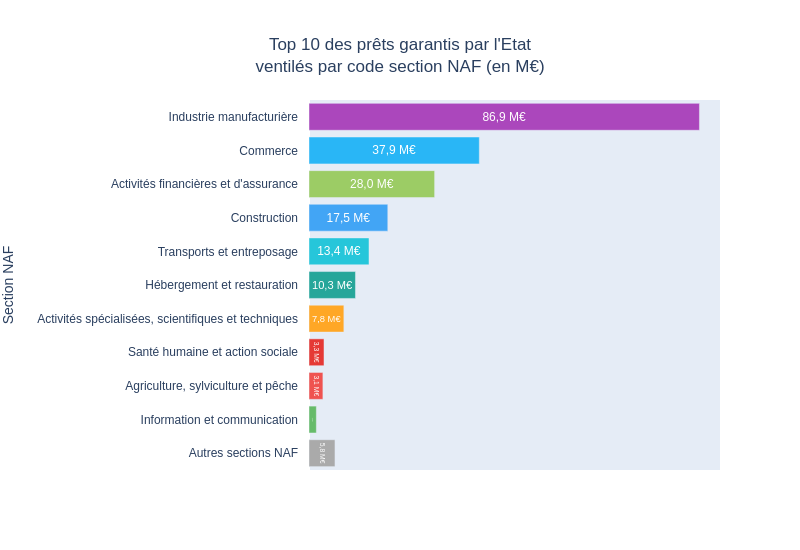 Top 10 des prêts garantis par l'Etat
ventilés par code section NAF (en M€)
Section NAF
Industrie manufacturière 86,9 M€
Commerce 37,9 M€
Activités financières et d'assurance 28,0 M€
Construction 17,5 M€
Transports et entreposage 13,4 M€
Hébergement et restauration 10,3 M€
Activités spécialisées, scientifiques et techniques 7,8 M€
Santé humaine et action sociale 3,3 M€
Agriculture, sylviculture et pêche 3,1 M€
Information et communication
Autres sections NAF 5,8 M€